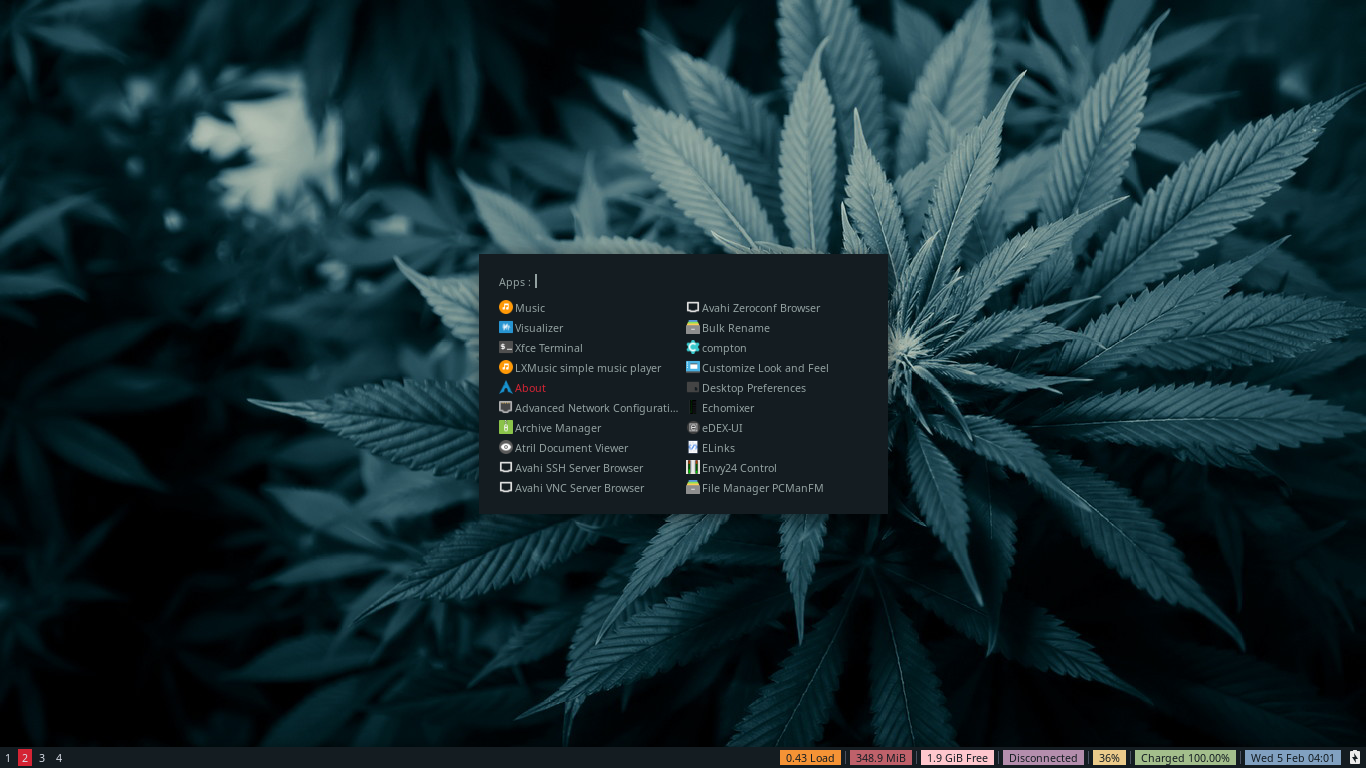 Apps :
Music
Visualizer
Xfce Terminal
LXMusic simple music player
About
Advanced Network Configurati...
Archive Manager
Atril Document Viewer
Avahi SSH Server Browser
Avahi VNC Server Browser
Avahi Zeroconf Browser
Bulk Rename
compton
Customize Look and Feel
Desktop Preferences
Echomixer
eDEX-UI
ELinks
Envy24 Control
File Manager PCManFM
1 2 3 4 0.43 Load 348.9 MiB 1.9 GiB Free Disconnected 36% Charged 100.00% Wed 5 Feb 04:01